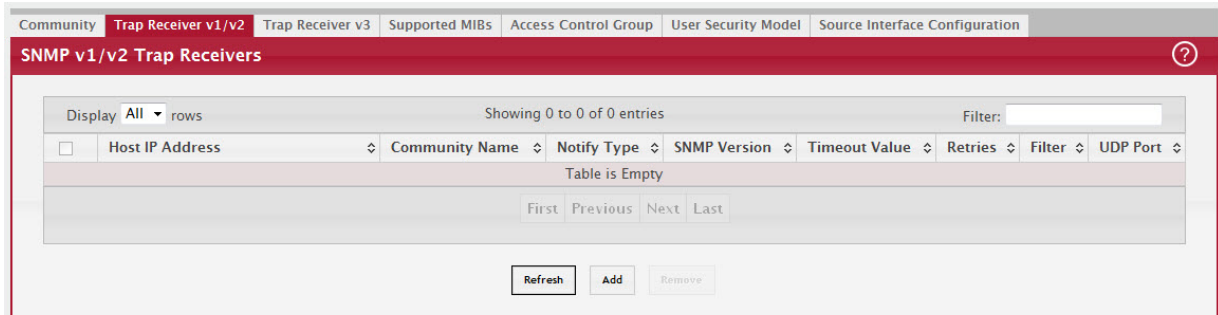 Community Trap Receiver v1/v2 Trap Receiver v3 Supported MIBs Access Control Group User Security Model Source Interface Configuration
SNMP v1/v2 Trap Receivers ?
Display All rows Showing 0 to 0 of 0 entries Filter:
Host IP Address Community Name Notify Type SNMP Version Timeout Value Retries Filter UDP Port
Table is Empty
First Previous Next Last
Refresh Add Remove